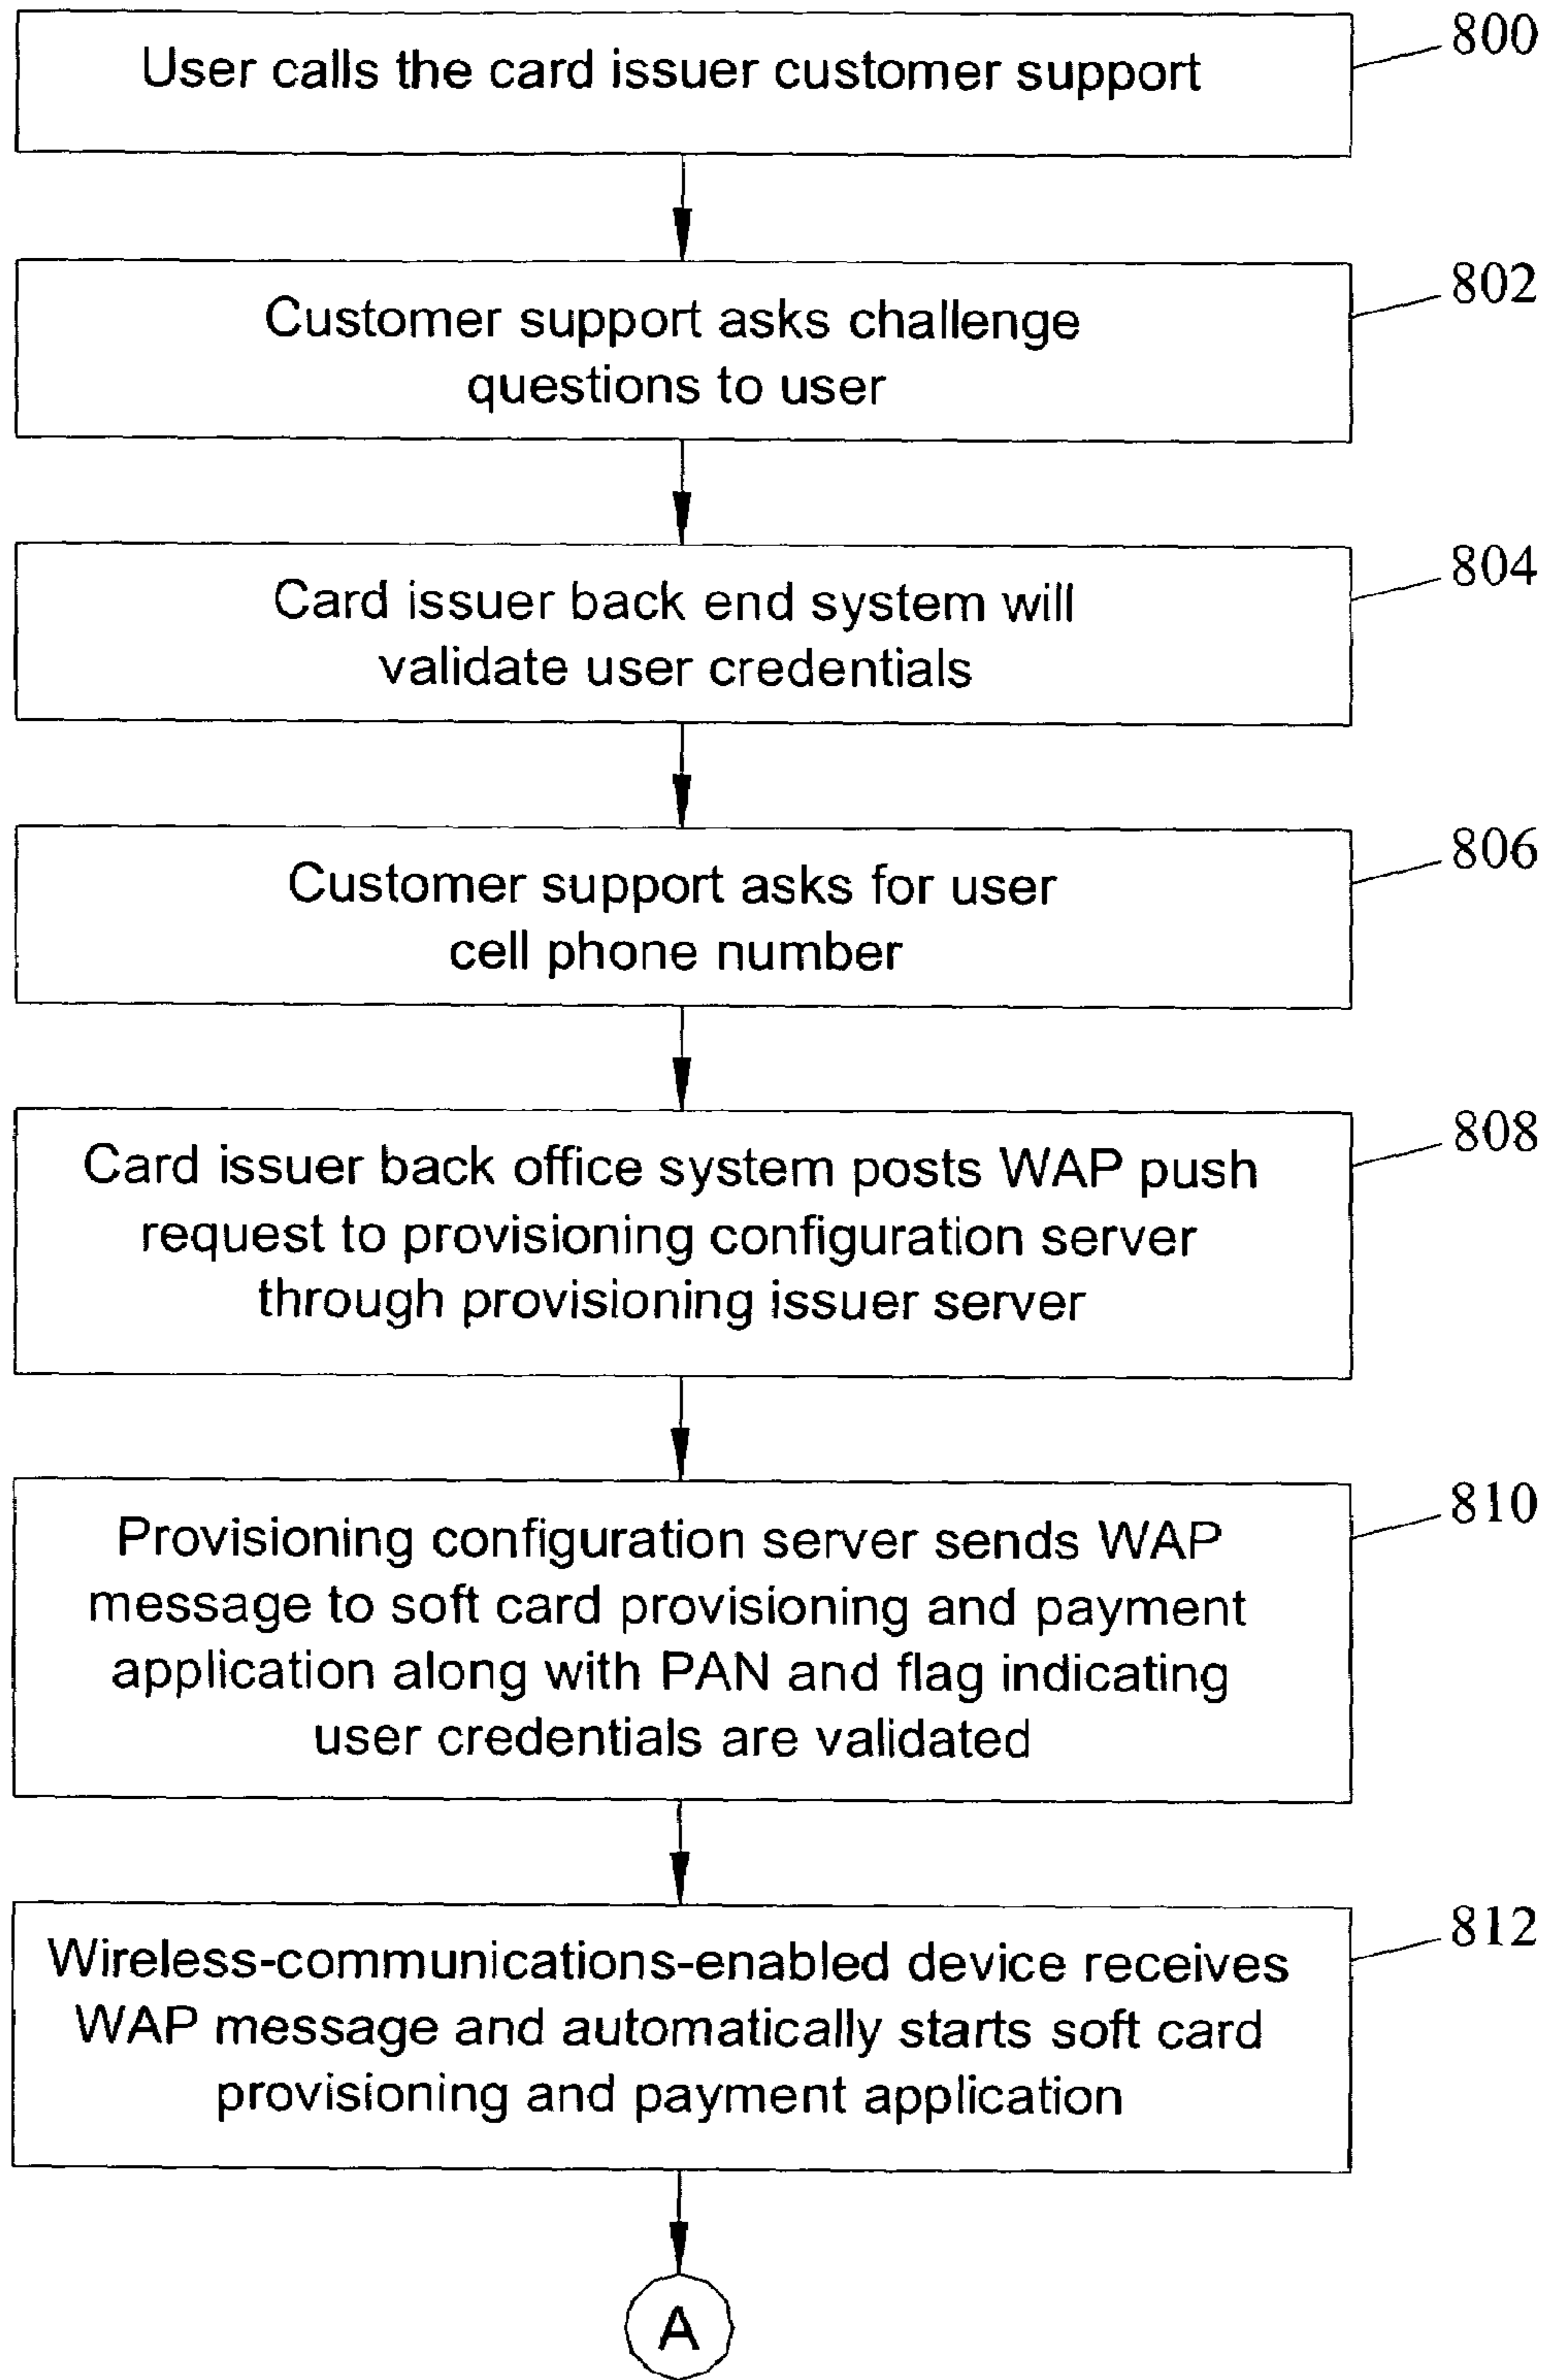 User calls the card issuer customer support
800
Customer support asks challenge
questions to user
802
Card issuer back end system will
validate user credentials
804
Customer support asks for user
cell phone number
806
Card issuer back office system posts WAP push
request to provisioning configuration server
through provisioning issuer server
808
Provisioning configuration server sends WAP
message to soft card provisioning and payment
application along with PAN and flag indicating
user credentials are validated
810
Wireless-communications-enabled device receives
WAP message and automatically starts soft card
provisioning and payment application
812
A